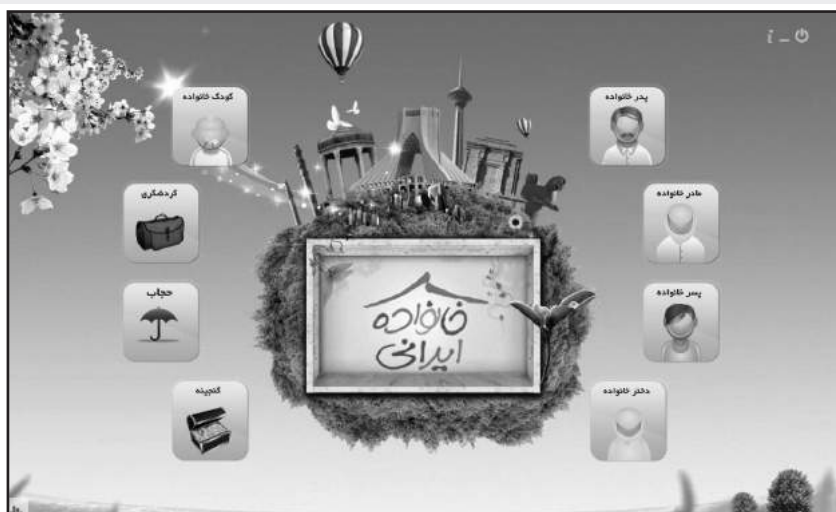 i
کودک خانواده
پدر خانواده
گردشگری
مادر خانواده
حجاب
پسر خانواده
گنجینه
دختر خانواده
خانواده
ایرانی